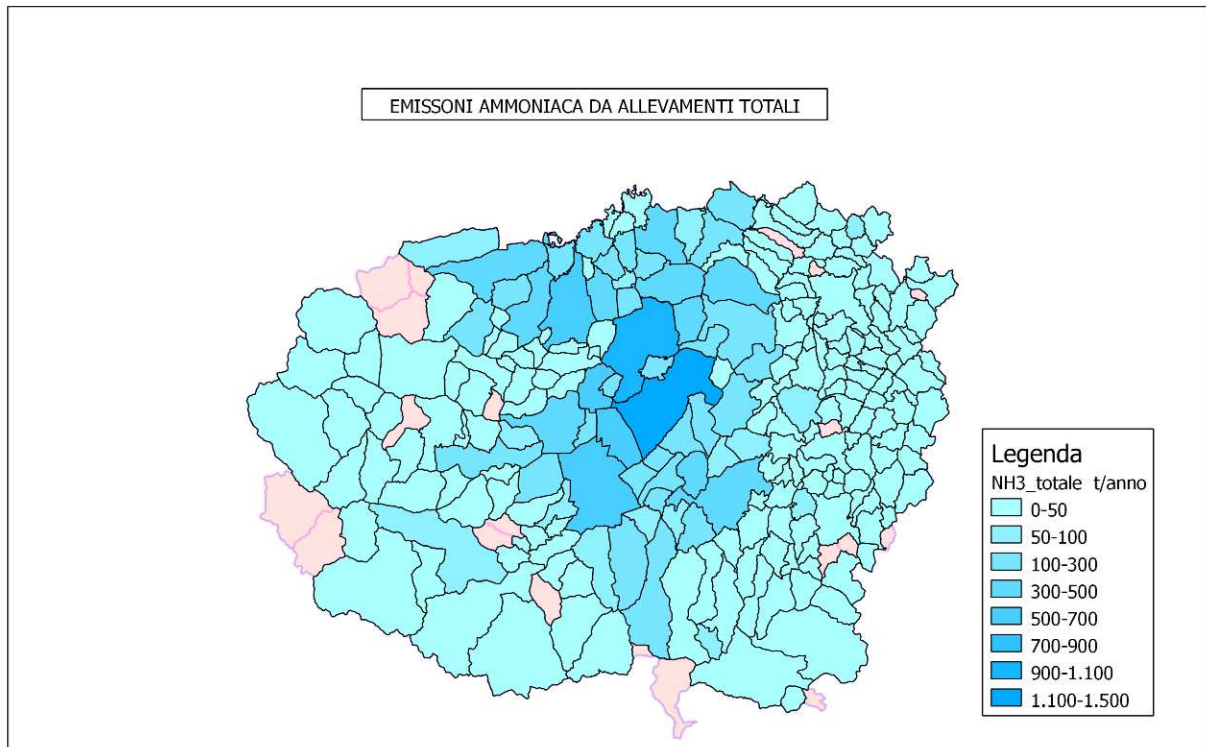 EMISSONI AMMONIACA DA ALLEVAMENTI TOTALI
Legenda
NH3_totale t/anno
0-50
50-100
100-300
300-500
500-700
700-900
900-1.100
1.100-1.500